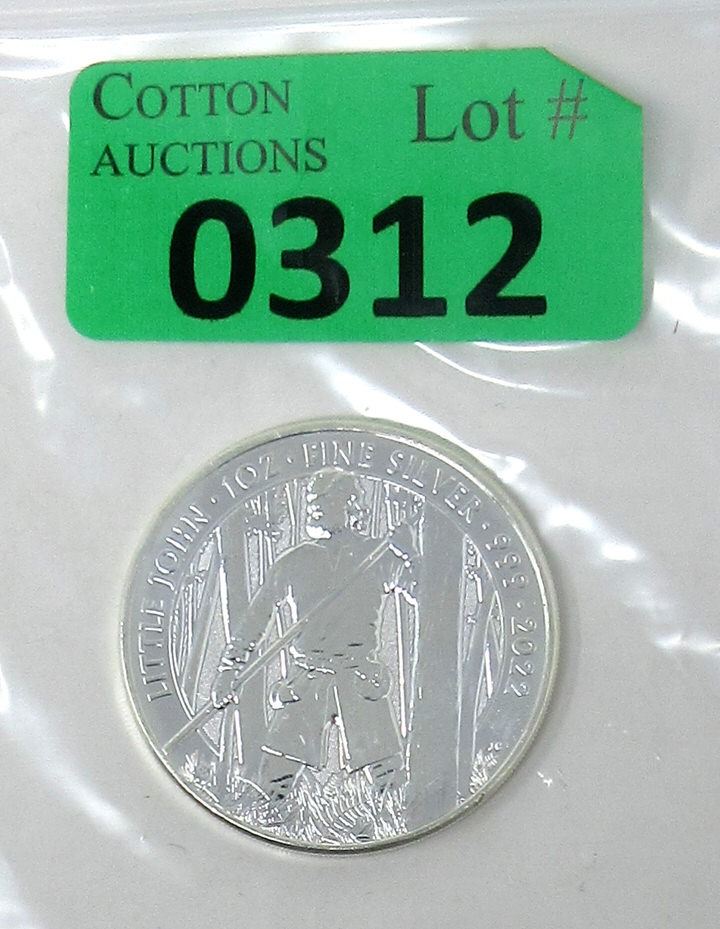 COTTON
AUCTIONS
Lot #
0312
LITTLE JOHN · 1OZ · FINE SILVER · 999 · 2022